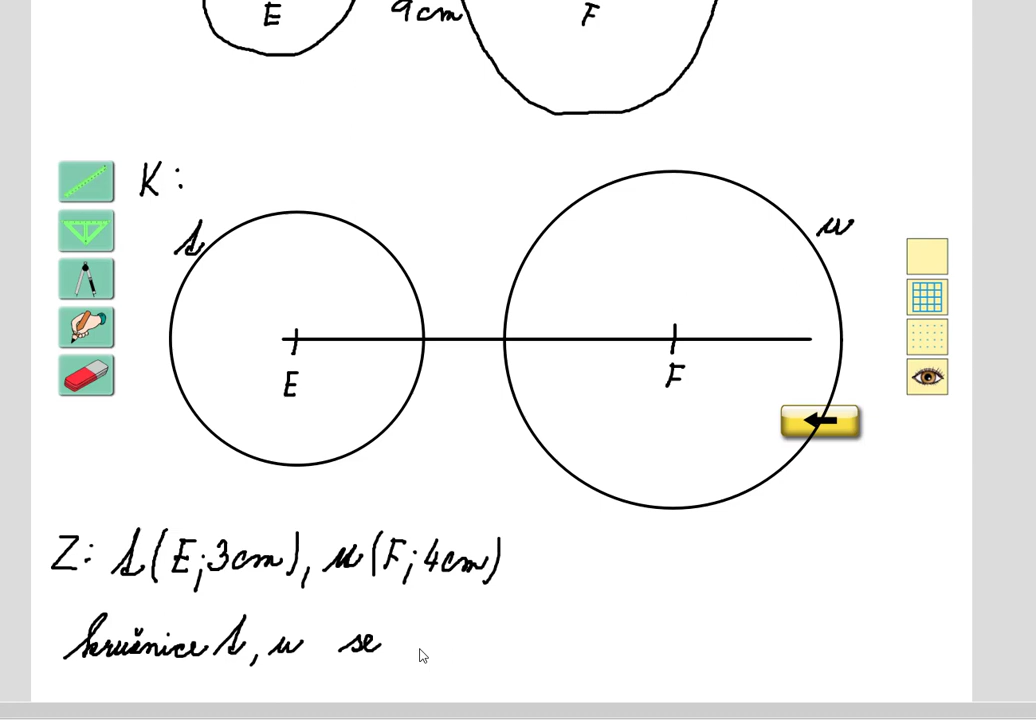 E 9cm F
K:
s u
E F
Z: s(E;3cm), u(F;4cm)
kružnice s, u se